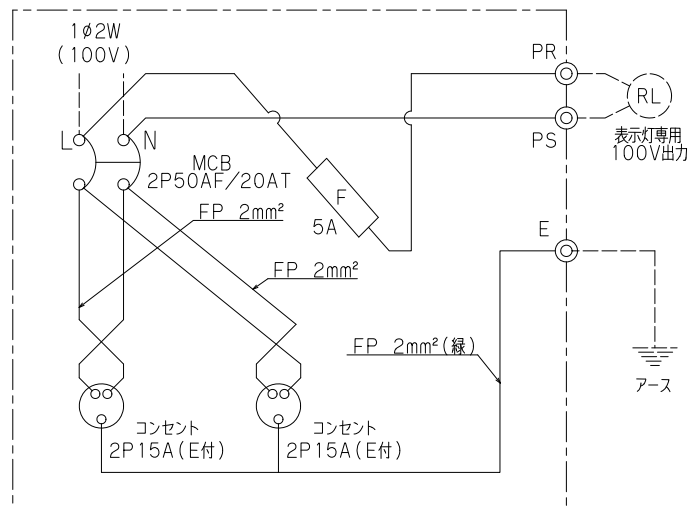 1φ2W
(100V)
PR
RL
L
N
PS
表示灯専用
100V出力
MCB
2P50AF/20AT
F
5A
FP 2mm²
E
FP 2mm²
FP 2mm²(緑)
アース
コンセント
2P15A(E付)
コンセント
2P15A(E付)